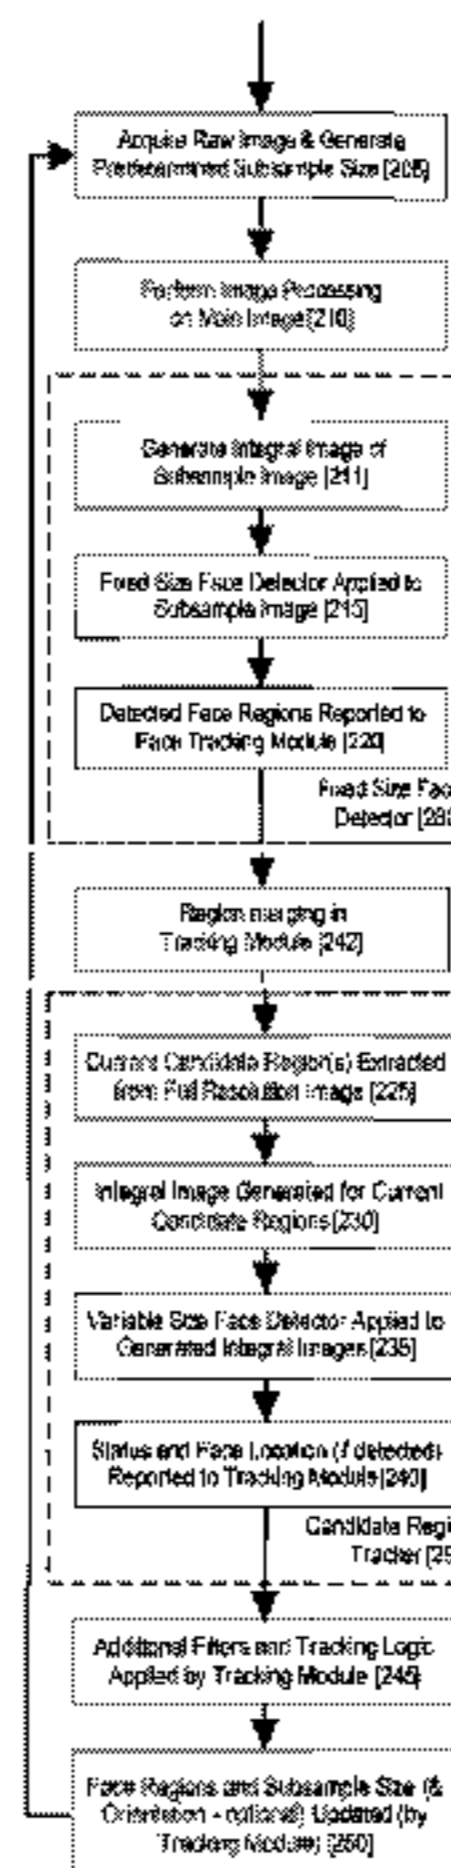 Acquire Raw Image & Generate
Predetermined Subsample Size [205]
Perform Image Processing
on Main Image [210]
Generate Integral Image of
Subsample Image [211]
Fixed Size Face Detector Applied to
Subsample Image [215]
Detected Face Regions Reported to
Face Tracking Module [220]
Fixed Size Fac
Detector [28
Region merging in
Tracking Module [242]
Current Candidate Region(s) Extracted
from Full Resolution Image [225]
Integral Image Generated for Current
Candidate Regions [230]
Variable Size Face Detector Applied to
Generated Integral Images [235]
Status and Face Location (if detected)
Reported to Tracking Module [240]
Candidate Regi
Tracker [29
Additional Filters and Tracking Logic
Applied by Tracking Module [245]
Face Regions and Subsample Size (&
Orientation - optional) Updated (by
Tracking Module) [250]